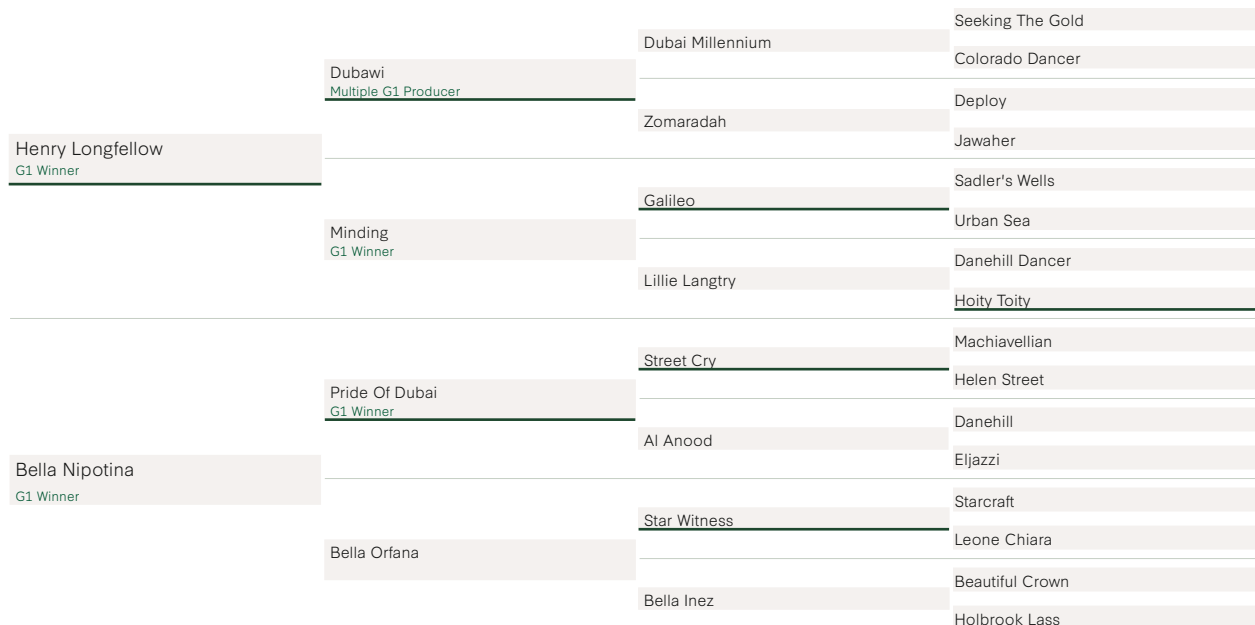 Seeking The Gold
Dubai Millennium
Colorado Dancer
Dubawi
Multiple G1 Producer
Deploy
Zomaradah
Jawaher
Henry Longfellow
G1 Winner
Sadler's Wells
Galileo
Urban Sea
Minding
G1 Winner
Danehill Dancer
Lillie Langtry
Hoity Toity
Machiavellian
Street Cry
Helen Street
Pride Of Dubai
G1 Winner
Danehill
Al Anood
Eljazzi
Bella Nipotina
G1 Winner
Starcraft
Star Witness
Leone Chiara
Bella Orfana
Beautiful Crown
Bella Inez
Holbrook Lass